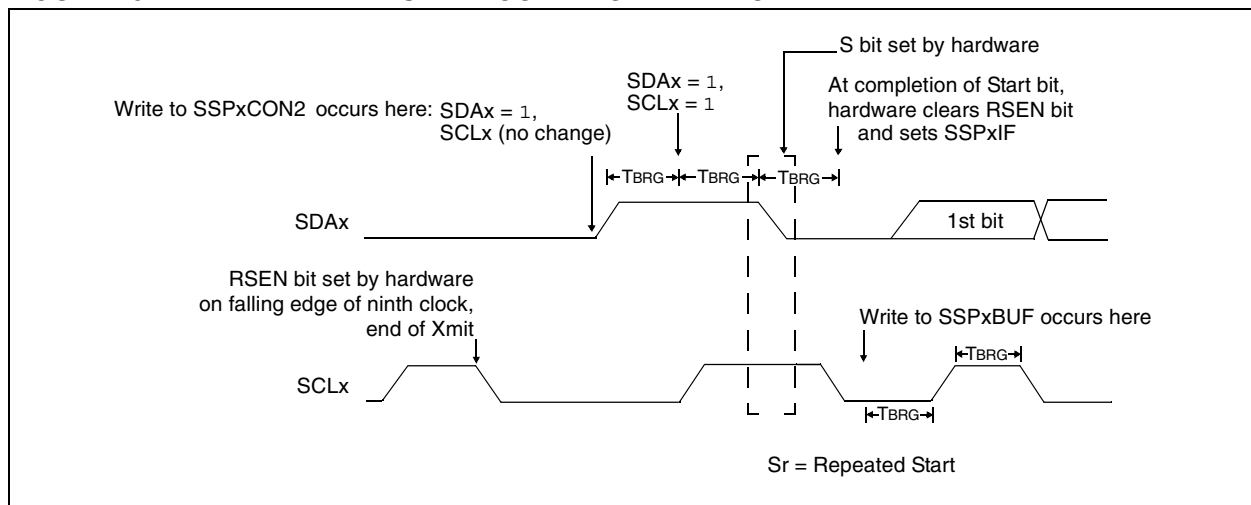 S bit set by hardware
SDAx = 1,
SCLx = 1
At completion of Start bit,
hardware clears RSEN bit
and sets SSPxIF
Write to SSPxCON2 occurs here: SDAx = 1,
SCLx (no change)
TBRG TBRG TBRG
SDAx
1st bit
RSEN bit set by hardware
on falling edge of ninth clock,
end of Xmit
Write to SSPxBUF occurs here
TBRG
SCLx
TBRG
Sr = Repeated Start